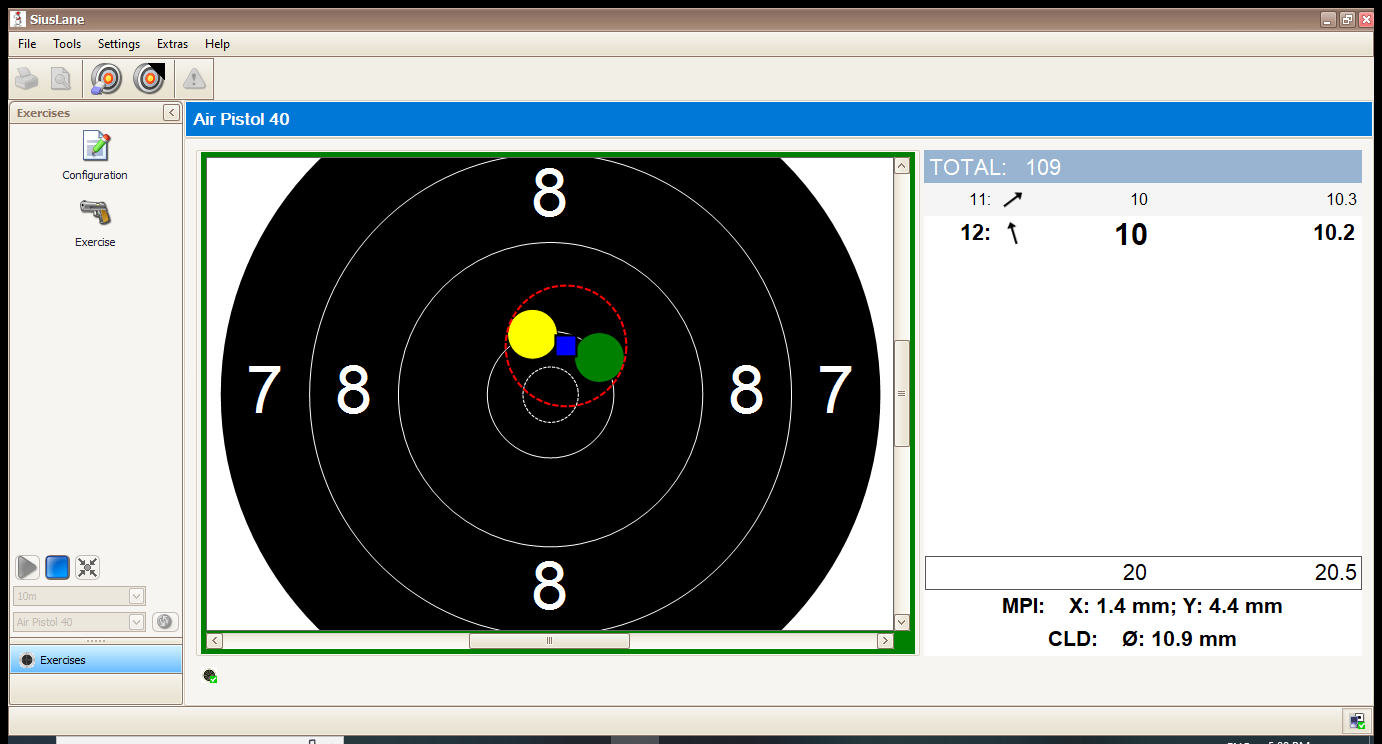 SiusLane
File Tools Settings Extras Help
Exercises
Configuration
Exercise
10m
Air Pistol 40
Exercises
Air Pistol 40
8
7 8 8 7
8
TOTAL: 109
11: 10 10.3
12: 10 10.2
20 20.5
MPI: X: 1.4 mm; Y: 4.4 mm
CLD: Ø: 10.9 mm